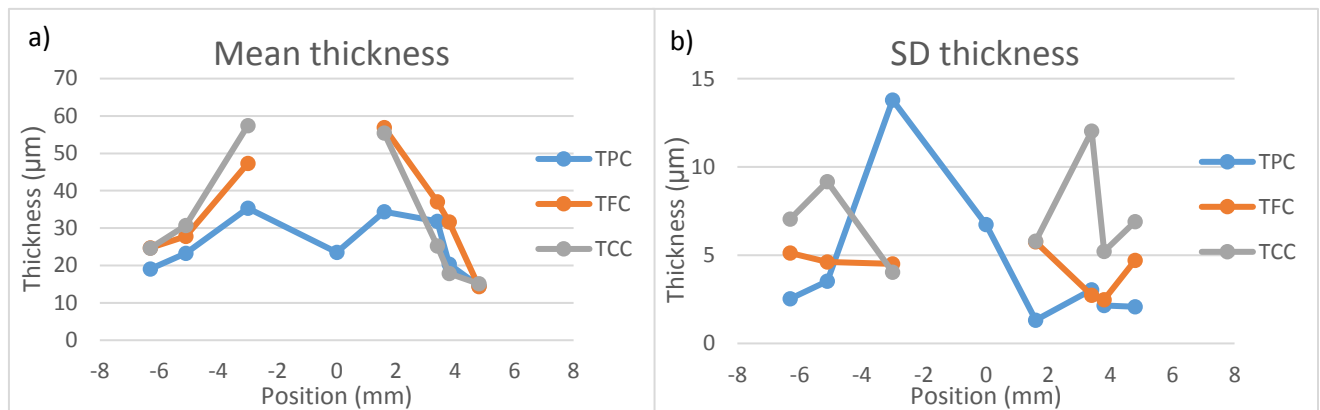 a)
Mean thickness
Thickness (µm)
70
60
50
40
30
20
10
0
-8 -6 -4 -2 0 2 4 6 8
Position (mm)
TPC
TFC
TCC
b)
SD thickness
Thickness (µm)
15
10
5
0
-8 -6 -4 -2 0 2 4 6 8
Position (mm)
TPC
TFC
TCC